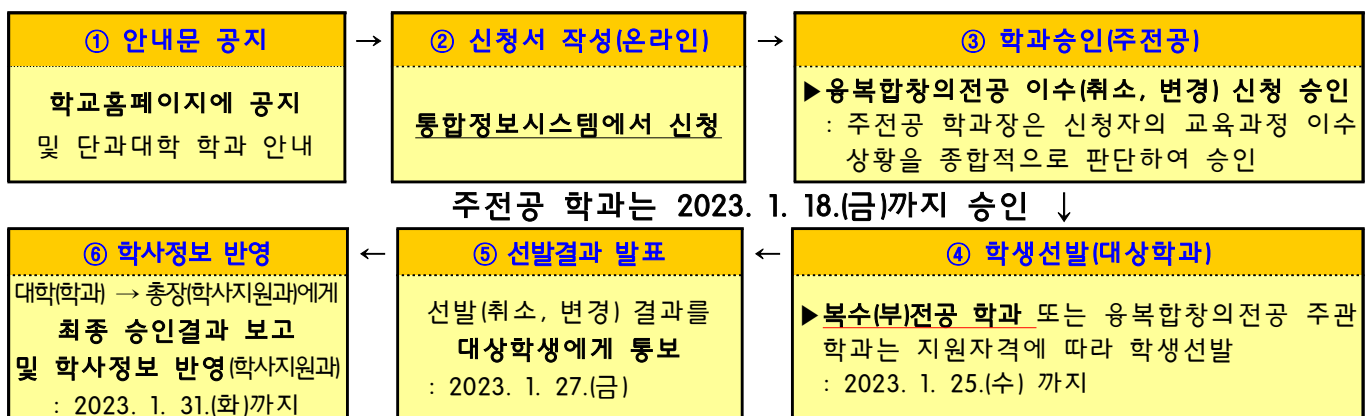 ① 안내문 공지 → ② 신청서 작성(온라인) → ③ 학과승인(주전공)
학교홈페이지에 공지
및 단과대학 학과 안내
통합정보시스템에서 신청
▶융복합창의전공 이수(취소, 변경) 신청 승인
: 주전공 학과장은 신청자의 교육과정 이수
상황을 종합적으로 판단하여 승인
주전공 학과는 2023. 1. 18.(금)까지 승인 ↓
⑥ 학사정보 반영 ← ⑤ 선발결과 발표 ← ④ 학생선발(대상학과)
대학(학과) → 총장(학사지원과)에게
최종 승인결과 보고
및 학사정보 반영(학사지원과)
: 2023. 1. 31.(화)까지
선발(취소, 변경) 결과를
대상학생에게 통보
: 2023. 1. 27.(금)
▶복수(부)전공 학과 또는 융복합창의전공 주관
학과는 지원자격에 따라 학생선발
: 2023. 1. 25.(수) 까지